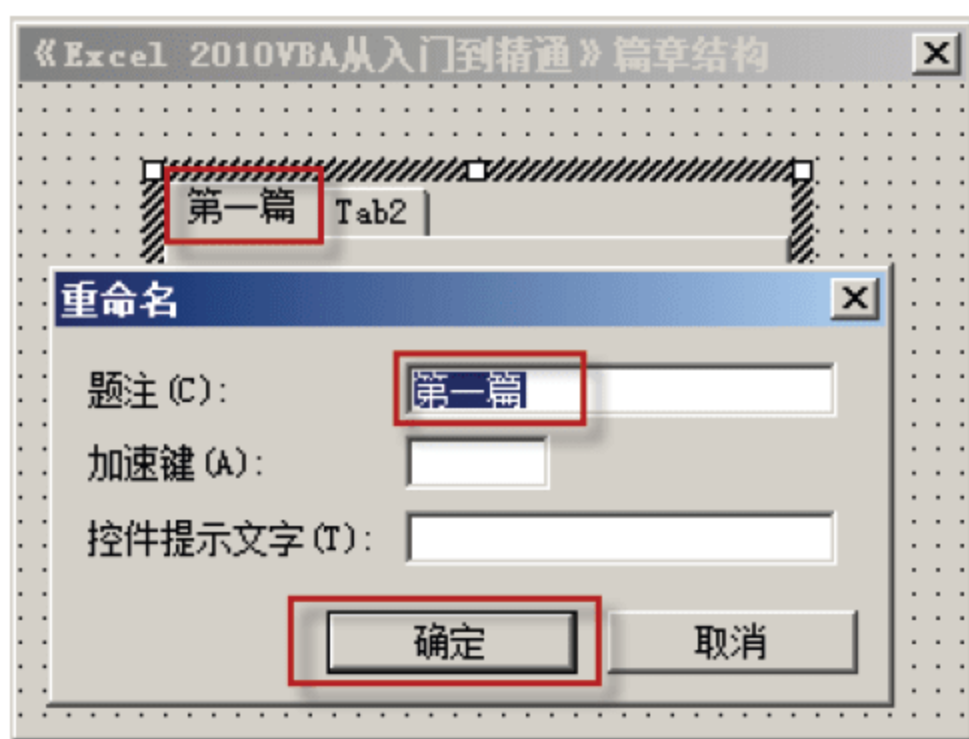 《Excel 2010VBA从入门到精通》篇章结构
第一篇 Tab2
重命名
题注(C): 第一篇
加速键(A):
控件提示文字(T):
确定 取消